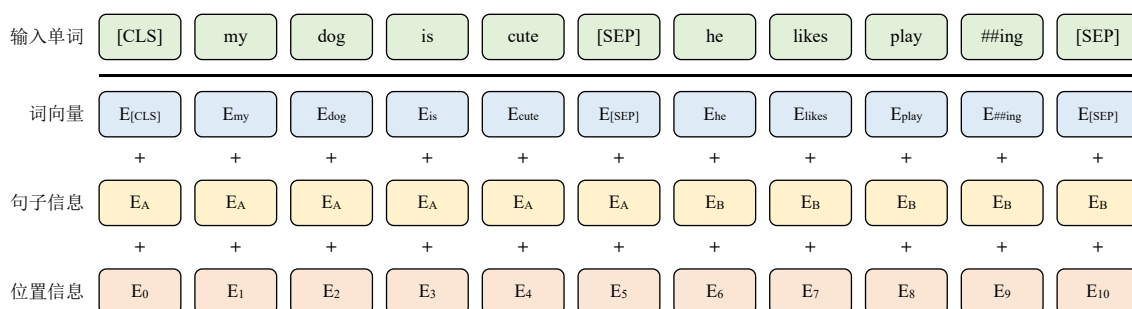 输入单词 [CLS] my dog is cute [SEP] he likes play ##ing [SEP]
词向量 E[CLS] Emy Edog Eis Ecute E[SEP] Ehe Elikes Eplay E##ing E[SEP]
+ + + + + + + + + + +
句子信息 EA EA EA EA EA EA EB EB EB EB EB
+ + + + + + + + + + +
位置信息 E0 E1 E2 E3 E4 E5 E6 E7 E8 E9 E10